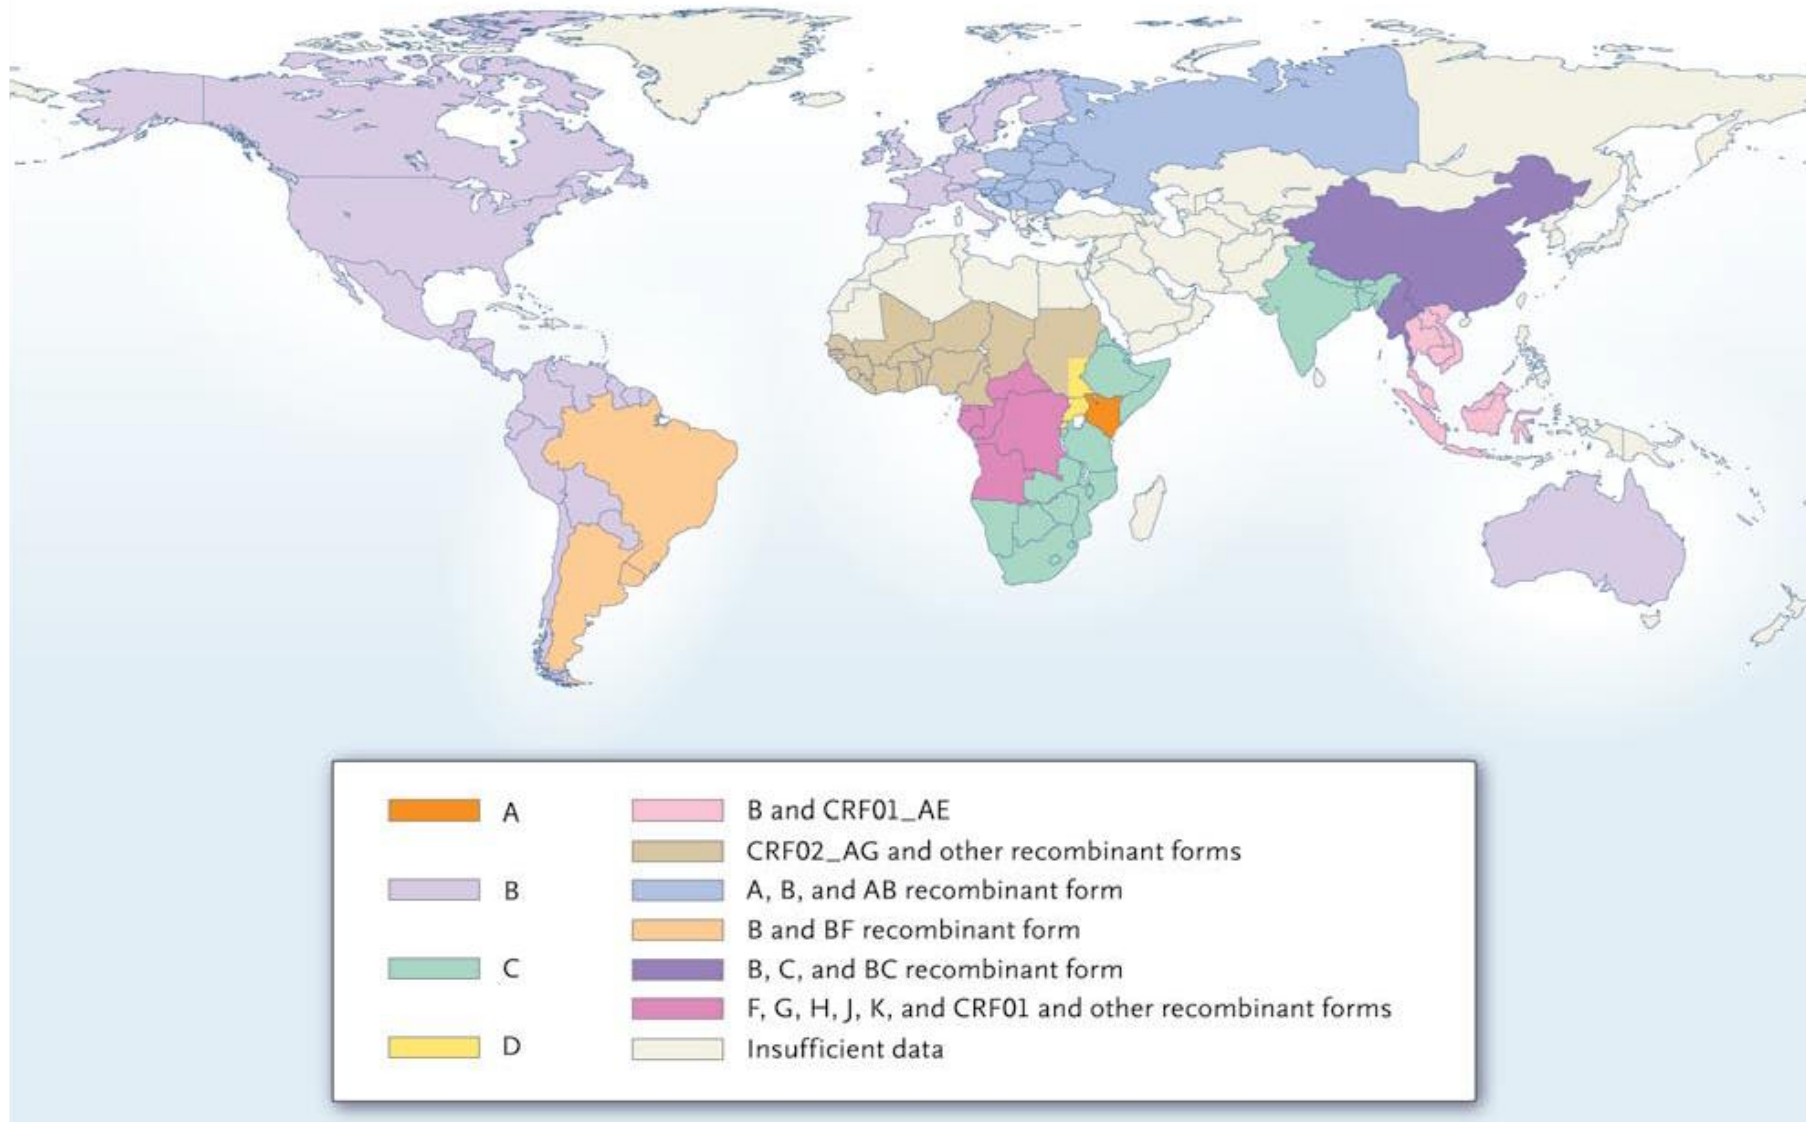 A
B
C
D
B and CRF01_AE
CRF02_AG and other recombinant forms
A, B, and AB recombinant form
B and BF recombinant form
B, C, and BC recombinant form
F, G, H, J, K, and CRF01 and other recombinant forms
Insufficient data